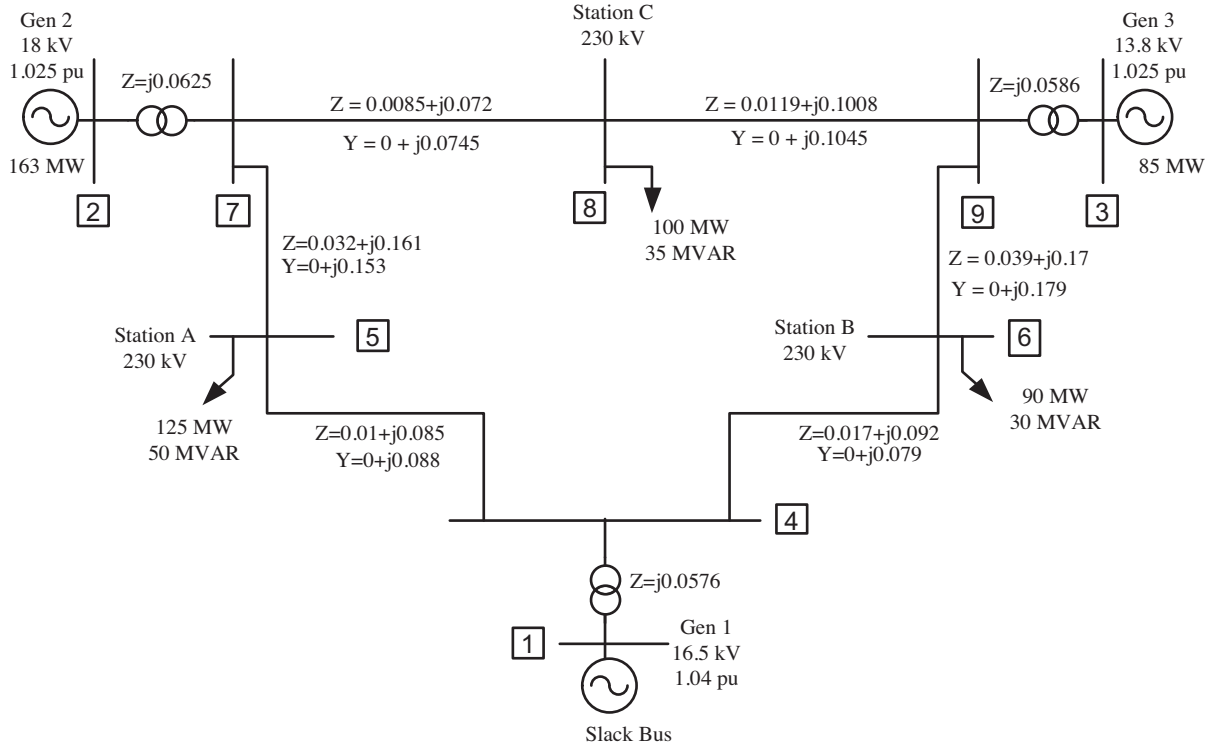 Gen 2
18 kV
1.025 pu
163 MW
2
Z=j0.0625
7
Z = 0.0085+j0.072
Y = 0 + j0.0745
Station C
230 kV
8
100 MW
35 MVAR
Z = 0.0119+j0.1008
Y = 0 + j0.1045
9
Z=j0.0586
3
Gen 3
13.8 kV
1.025 pu
85 MW
Z=0.032+j0.161
Y=0+j0.153
Z = 0.039+j0.17
Y = 0+j0.179
Station A
230 kV
5
125 MW
50 MVAR
Station B
230 kV
6
90 MW
30 MVAR
Z=0.01+j0.085
Y=0+j0.088
Z=0.017+j0.092
Y=0+j0.079
4
Z=j0.0576
1
Gen 1
16.5 kV
1.04 pu
Slack Bus